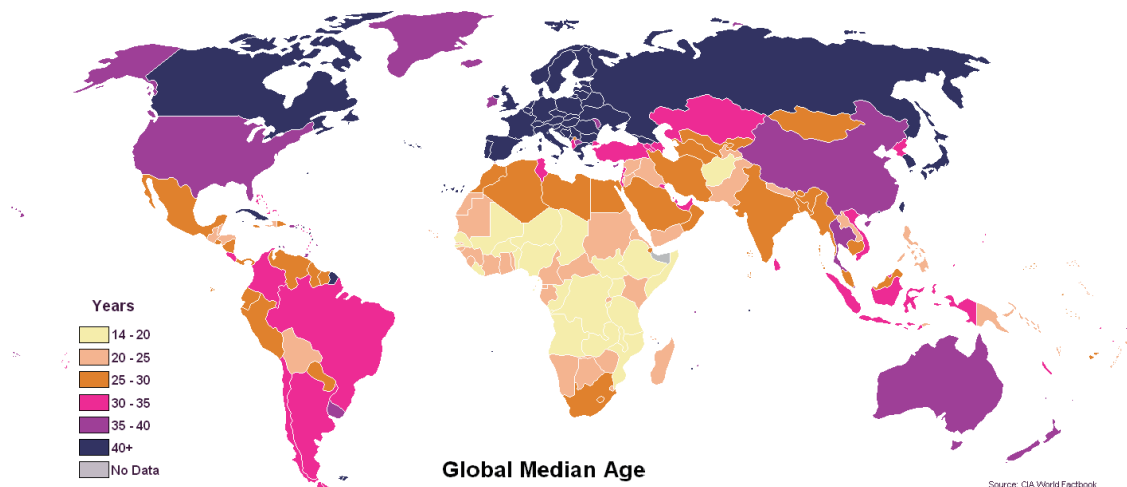 Years
14 - 20
20 - 25
25 - 30
30 - 35
35 - 40
40+
No Data
Global Median Age
Source: CIA World Factbook